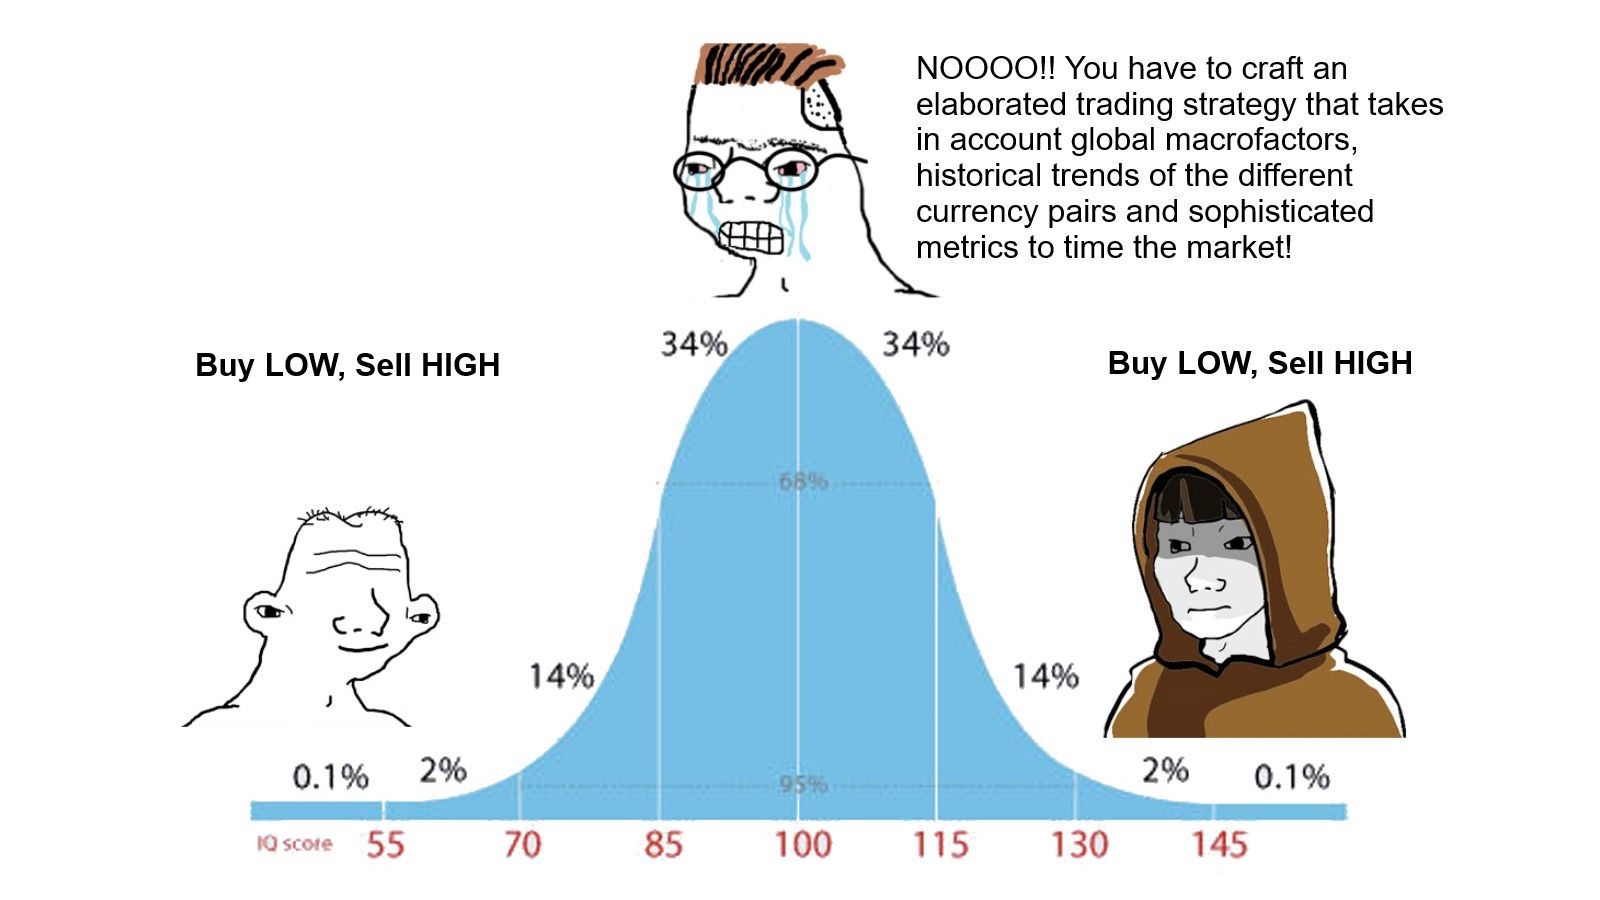 NOOOO!! You have to craft an
elaborated trading strategy that takes
in account global macrofactors,
historical trends of the different
currency pairs and sophisticated
metrics to time the market!
34%
34%
Buy LOW, Sell HIGH
Buy LOW, Sell HIGH
68%
14%
14%
0.1%
2%
95%
2%
0.1%
IQ score 55 70 85 100 115 130 145